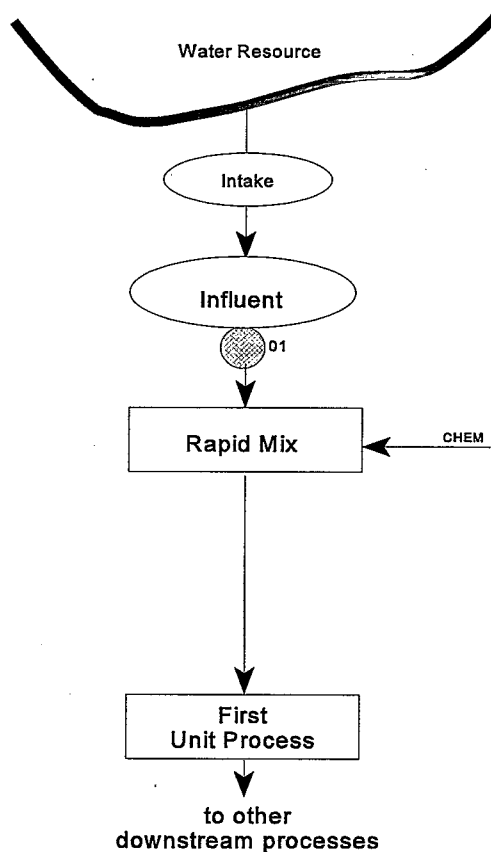 Water Resource
Intake
Influent
01
Rapid Mix
CHEM
First
Unit Process
to other
downstream processes